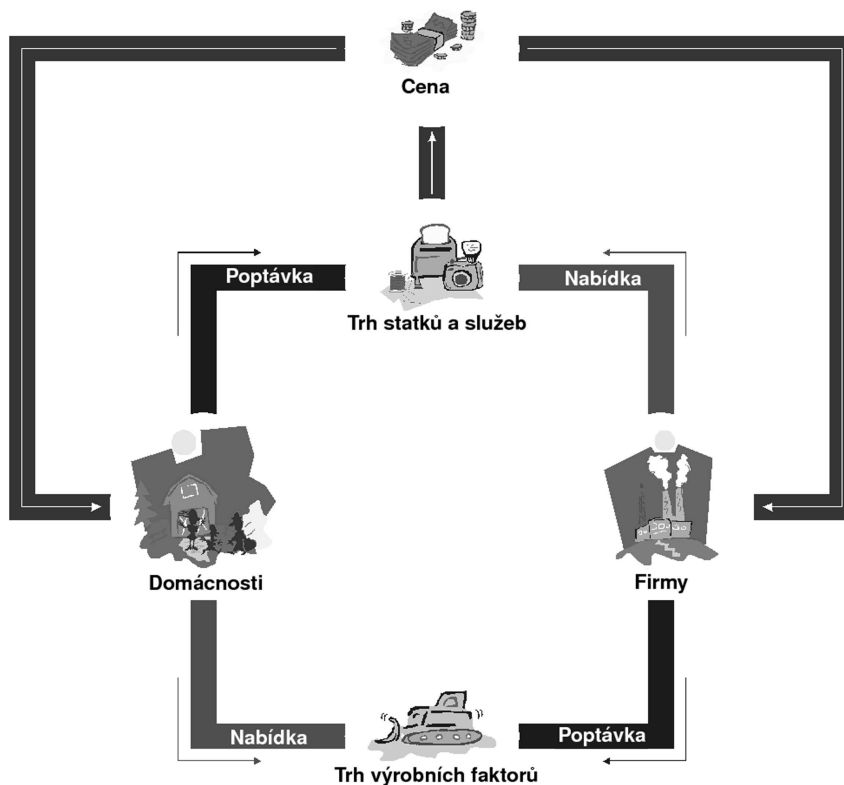 Cena
Poptávka
Nabídka
Trh statků a služeb
Domácnosti
Firmy
Nabídka
Poptávka
Trh výrobních faktorů